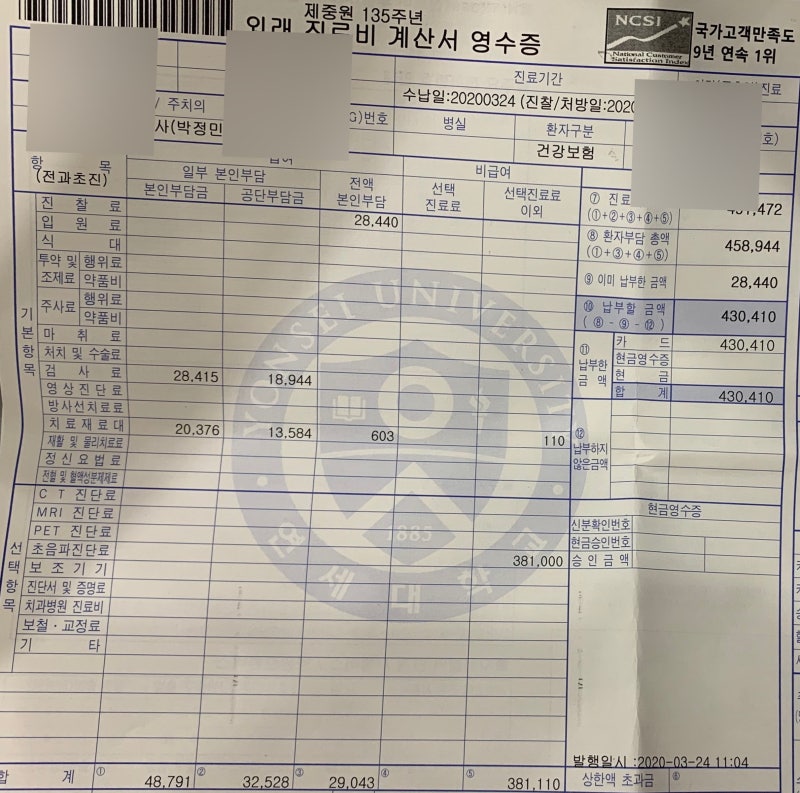 제중원 135주년
외래 진료비 계산서 영수증
NCSI
National Customer
Satisfaction Index
국가고객만족도
9년 연속 1위
진료기간
수납일:20200324 (진찰/처방일:2020
/ 주치의
번호
병실
환자구분
사(박정민
건강보험
항 목
(전과초진)
급여
일부 본인부담
본인부담금 공단부담금
전액
본인부담
비급여
선택
진료료
선택진료료
이외
기본항목
진 찰 료 28,440
입 원 료
식 대
투약 및 조제료 행위료
약품비
주사료 행위료
약품비
마 취 료
처치 및 수술료
검 사 료 28,415 18,944
영상진단료
방사선치료료
치료재료대 20,376 13,584 603 110
재활 및 물리치료료
정신요법료
전혈 및 혈액성분제제료
선택항목
C T 진단료
MRI 진단료
PET 진단료
초음파진단료 381,000
보 조 기 기
진단서 및 증명료
치과병원 진료비
보철·교정료
기 타
합 계 ① 48,791 ② 32,528 ③ 29,043 ④ ⑤ 381,110
⑦ 진료
(①+2+③+④+⑤)
491,472
⑧ 환자부담 총액
(①+③+④+⑤)
458,944
⑨ 이미 납부한 금액 28,440
⑩ 납부할 금액
(⑧-⑨-⑫)
430,410
⑪ 납부한 금 액
카 드 430,410
현금영수증
현 금
합 계 430,410
⑫ 납부하지 않은금액
현금영수증
신분확인번호
현금승인번호
승 인 금 액
발행일시 :2020-03-24 11:04
상한액 초과금 ⑥
YONSEI UNIVERSITY
1885
연세대학교